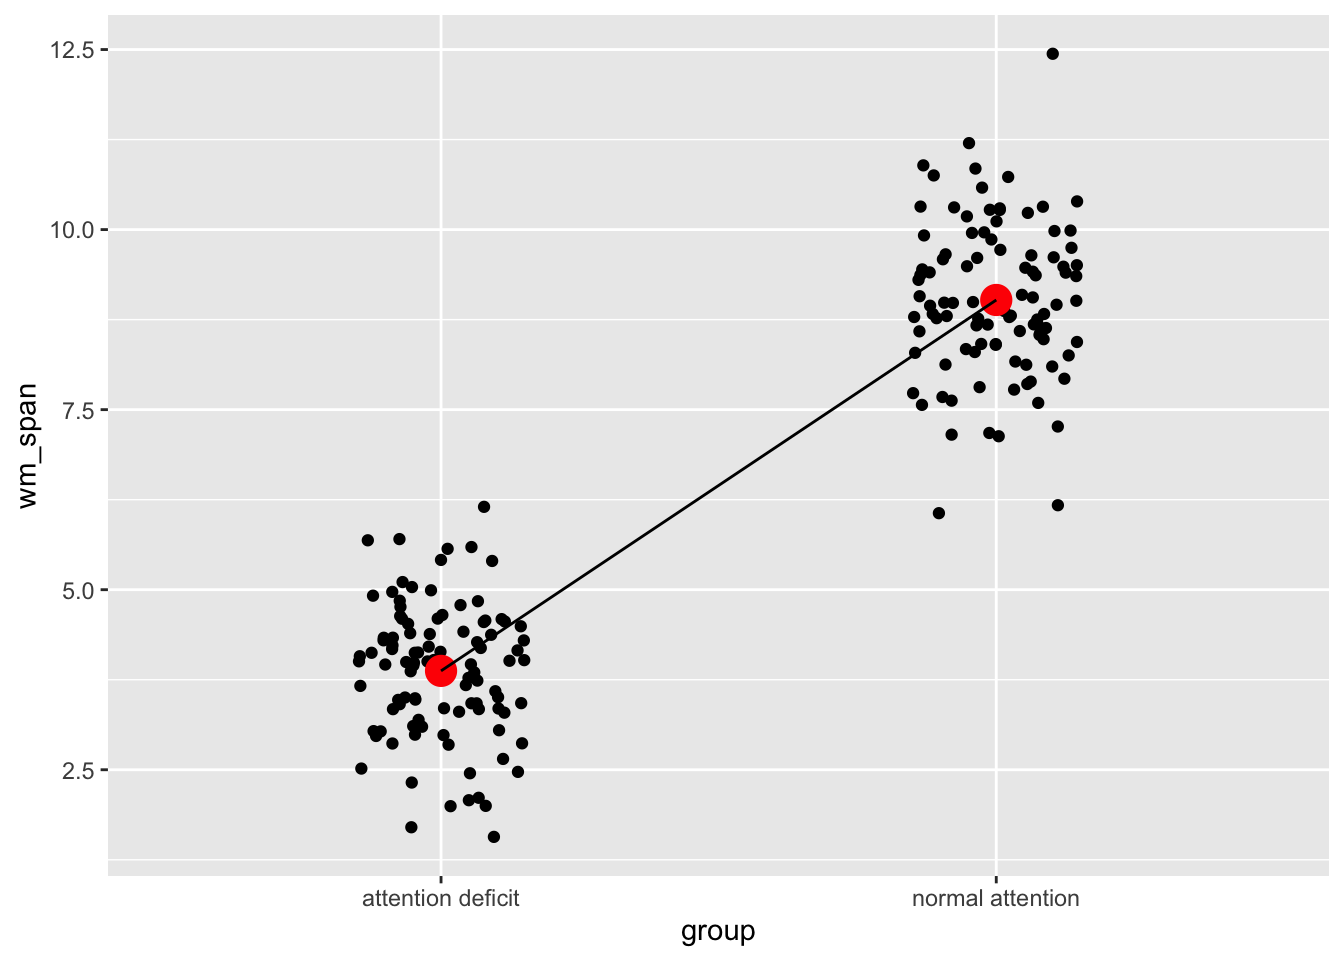 12.5
10.0
7.5
5.0
2.5
wm_span
attention deficit
normal attention
group